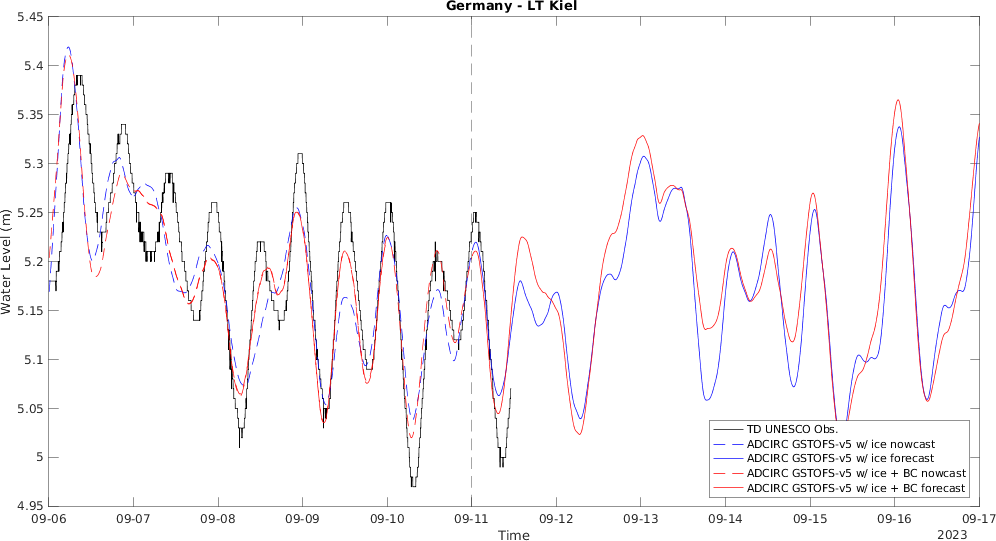 Germany - LT Kiel
5.45
5.4
5.35
5.3
5.25
5.2
5.15
5.1
5.05
5
4.95
Water Level (m)
TD UNESCO Obs.
ADCIRC GSTOFS-v5 w/ ice nowcast
ADCIRC GSTOFS-v5 w/ ice forecast
ADCIRC GSTOFS-v5 w/ ice + BC nowcast
ADCIRC GSTOFS-v5 w/ ice + BC forecast
09-06 09-07 09-08 09-09 09-10 09-11 09-12 09-13 09-14 09-15 09-16 09-17
Time
2023